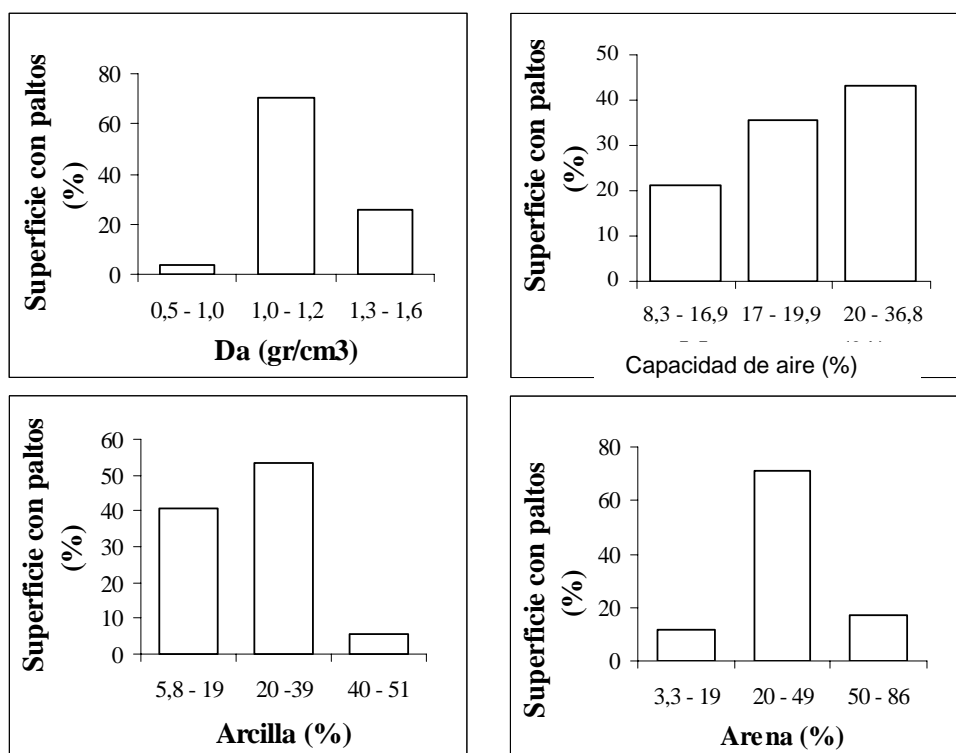 Superficie con paltos
(%)
80
60
40
20
0
0,5 - 1,0 1,0 - 1,2 1,3 - 1,6
Da (gr/cm3)
Superficie con paltos
(%)
50
40
30
20
10
0
8,3 - 16,9 17 - 19,9 20 - 36,8
Capacidad de aire (%)
Superficie con paltos
(%)
60
50
40
30
20
10
0
5,8 - 19 20 -39 40 - 51
Arcilla (%)
Superficie con paltos
(%)
80
60
40
20
0
3,3 - 19 20 - 49 50 - 86
Arena (%)